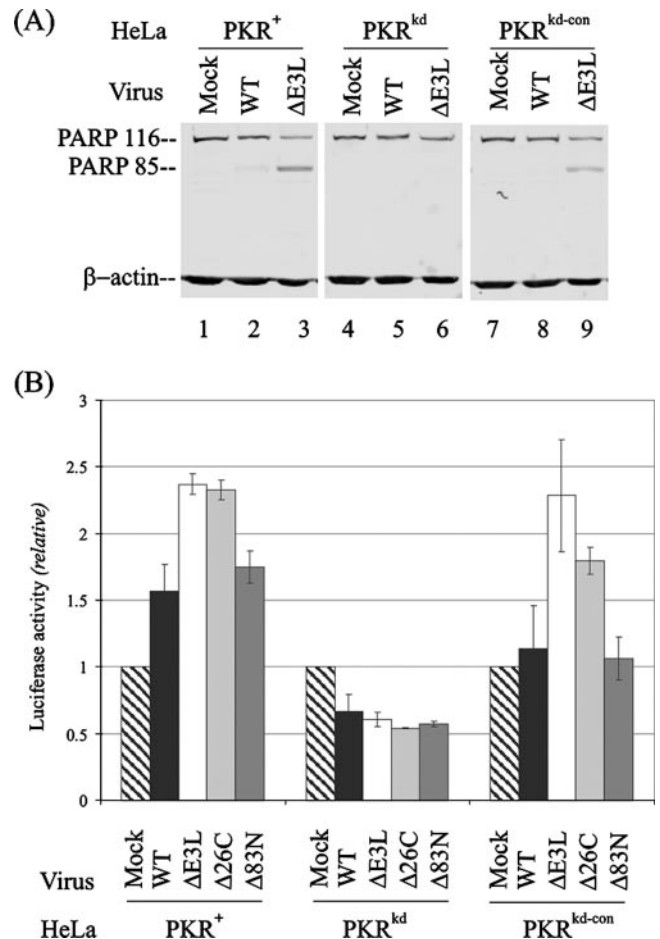 (A)
HeLa PKR⁺ PKRᵏᵈ PKRᵏᵈ⁻ᶜᵒⁿ
Virus Mock WT ΔE3L Mock WT ΔE3L Mock WT ΔE3L
PARP 116--
PARP 85--
β–actin--
1 2 3 4 5 6 7 8 9
(B)
3
2.5
2
1.5
1
0.5
0
Luciferase activity (relative)
Virus Mock WT ΔE3L Δ26C Δ83N Mock WT ΔE3L Δ26C Δ83N Mock WT ΔE3L Δ26C Δ83N
HeLa PKR⁺ PKRᵏᵈ PKRᵏᵈ⁻ᶜᵒⁿ